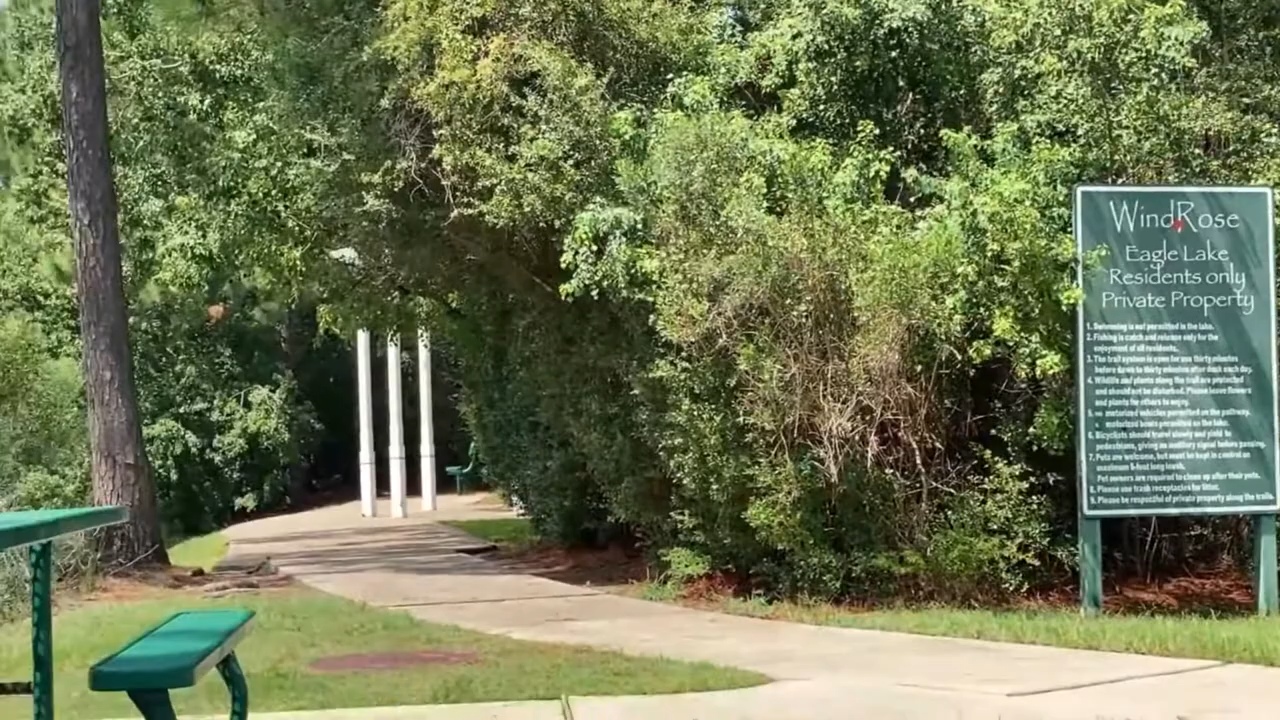 WindRose
Eagle Lake
Residents only
Private Property
1. Swimming is not permitted in the lake.
2. Fishing is catch and release only for the
enjoyment of all residents.
3. The trail system is open for use thirty minutes
before dawn to thirty minutes after dusk each day.
4. Wildlife and plants along the trail are protected
and should not be disturbed. Please leave flowers
and plants for others to enjoy.
5. no motorized vehicles permitted on the pathway.
motorized boats permitted on the lake.
6. Bicyclists should travel slowly and yield to
pedestrians, giving an auxiliary signal before passing.
7. Pets are welcome, but must be kept in control on
maximum 6-foot long leash.
Pet owners are required to clean up after their pets.
8. Please use trash receptacles for litter.
9. Please be respectful of private property along the trails.